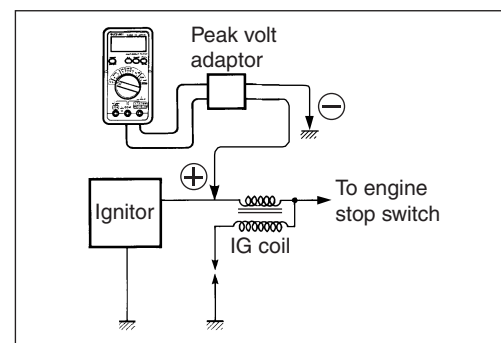 Peak volt
adaptor
−
+
Ignitor
To engine
stop switch
IG coil